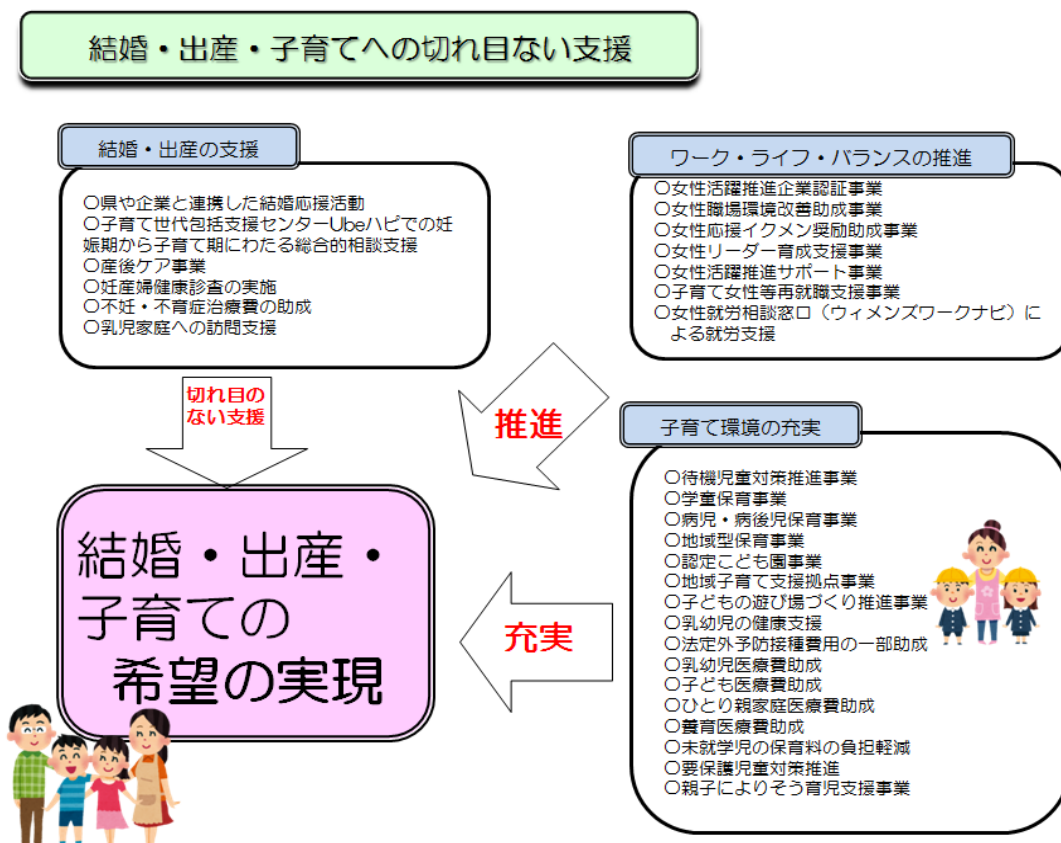 結婚・出産・子育てへの切れ目ない支援
結婚・出産の支援
○県や企業と連携した結婚応援活動
○子育て世代包括支援センターUbeハピでの妊
娠期から子育て期にわたる総合的相談支援
○産後ケア事業
○妊産婦健康診査の実施
○不妊・不育症治療費の助成
○乳児家庭への訪問支援
ワーク・ライフ・バランスの推進
○女性活躍推進企業認証事業
○女性職場環境改善助成事業
○女性応援イクメン奨励助成事業
○女性リーダー育成支援事業
○女性活躍推進サポート事業
○子育て女性等再就職支援事業
○女性就労相談窓口（ウィメンズワークナビ）に
よる就労支援
切れ目の
ない支援
推進
子育て環境の充実
○待機児童対策推進事業
○学童保育事業
○病児・病後児保育事業
○地域型保育事業
○認定こども園事業
○地域子育て支援拠点事業
○子どもの遊び場づくり推進事業
○乳幼児の健康支援
○法定外予防接種費用の一部助成
○乳幼児医療費助成
○子ども医療費助成
○ひとり親家庭医療費助成
○養育医療費助成
○未就学児の保育料の負担軽減
○要保護児童対策推進
○親子によりそう育児支援事業
充実
結婚・出産・
子育ての
希望の実現